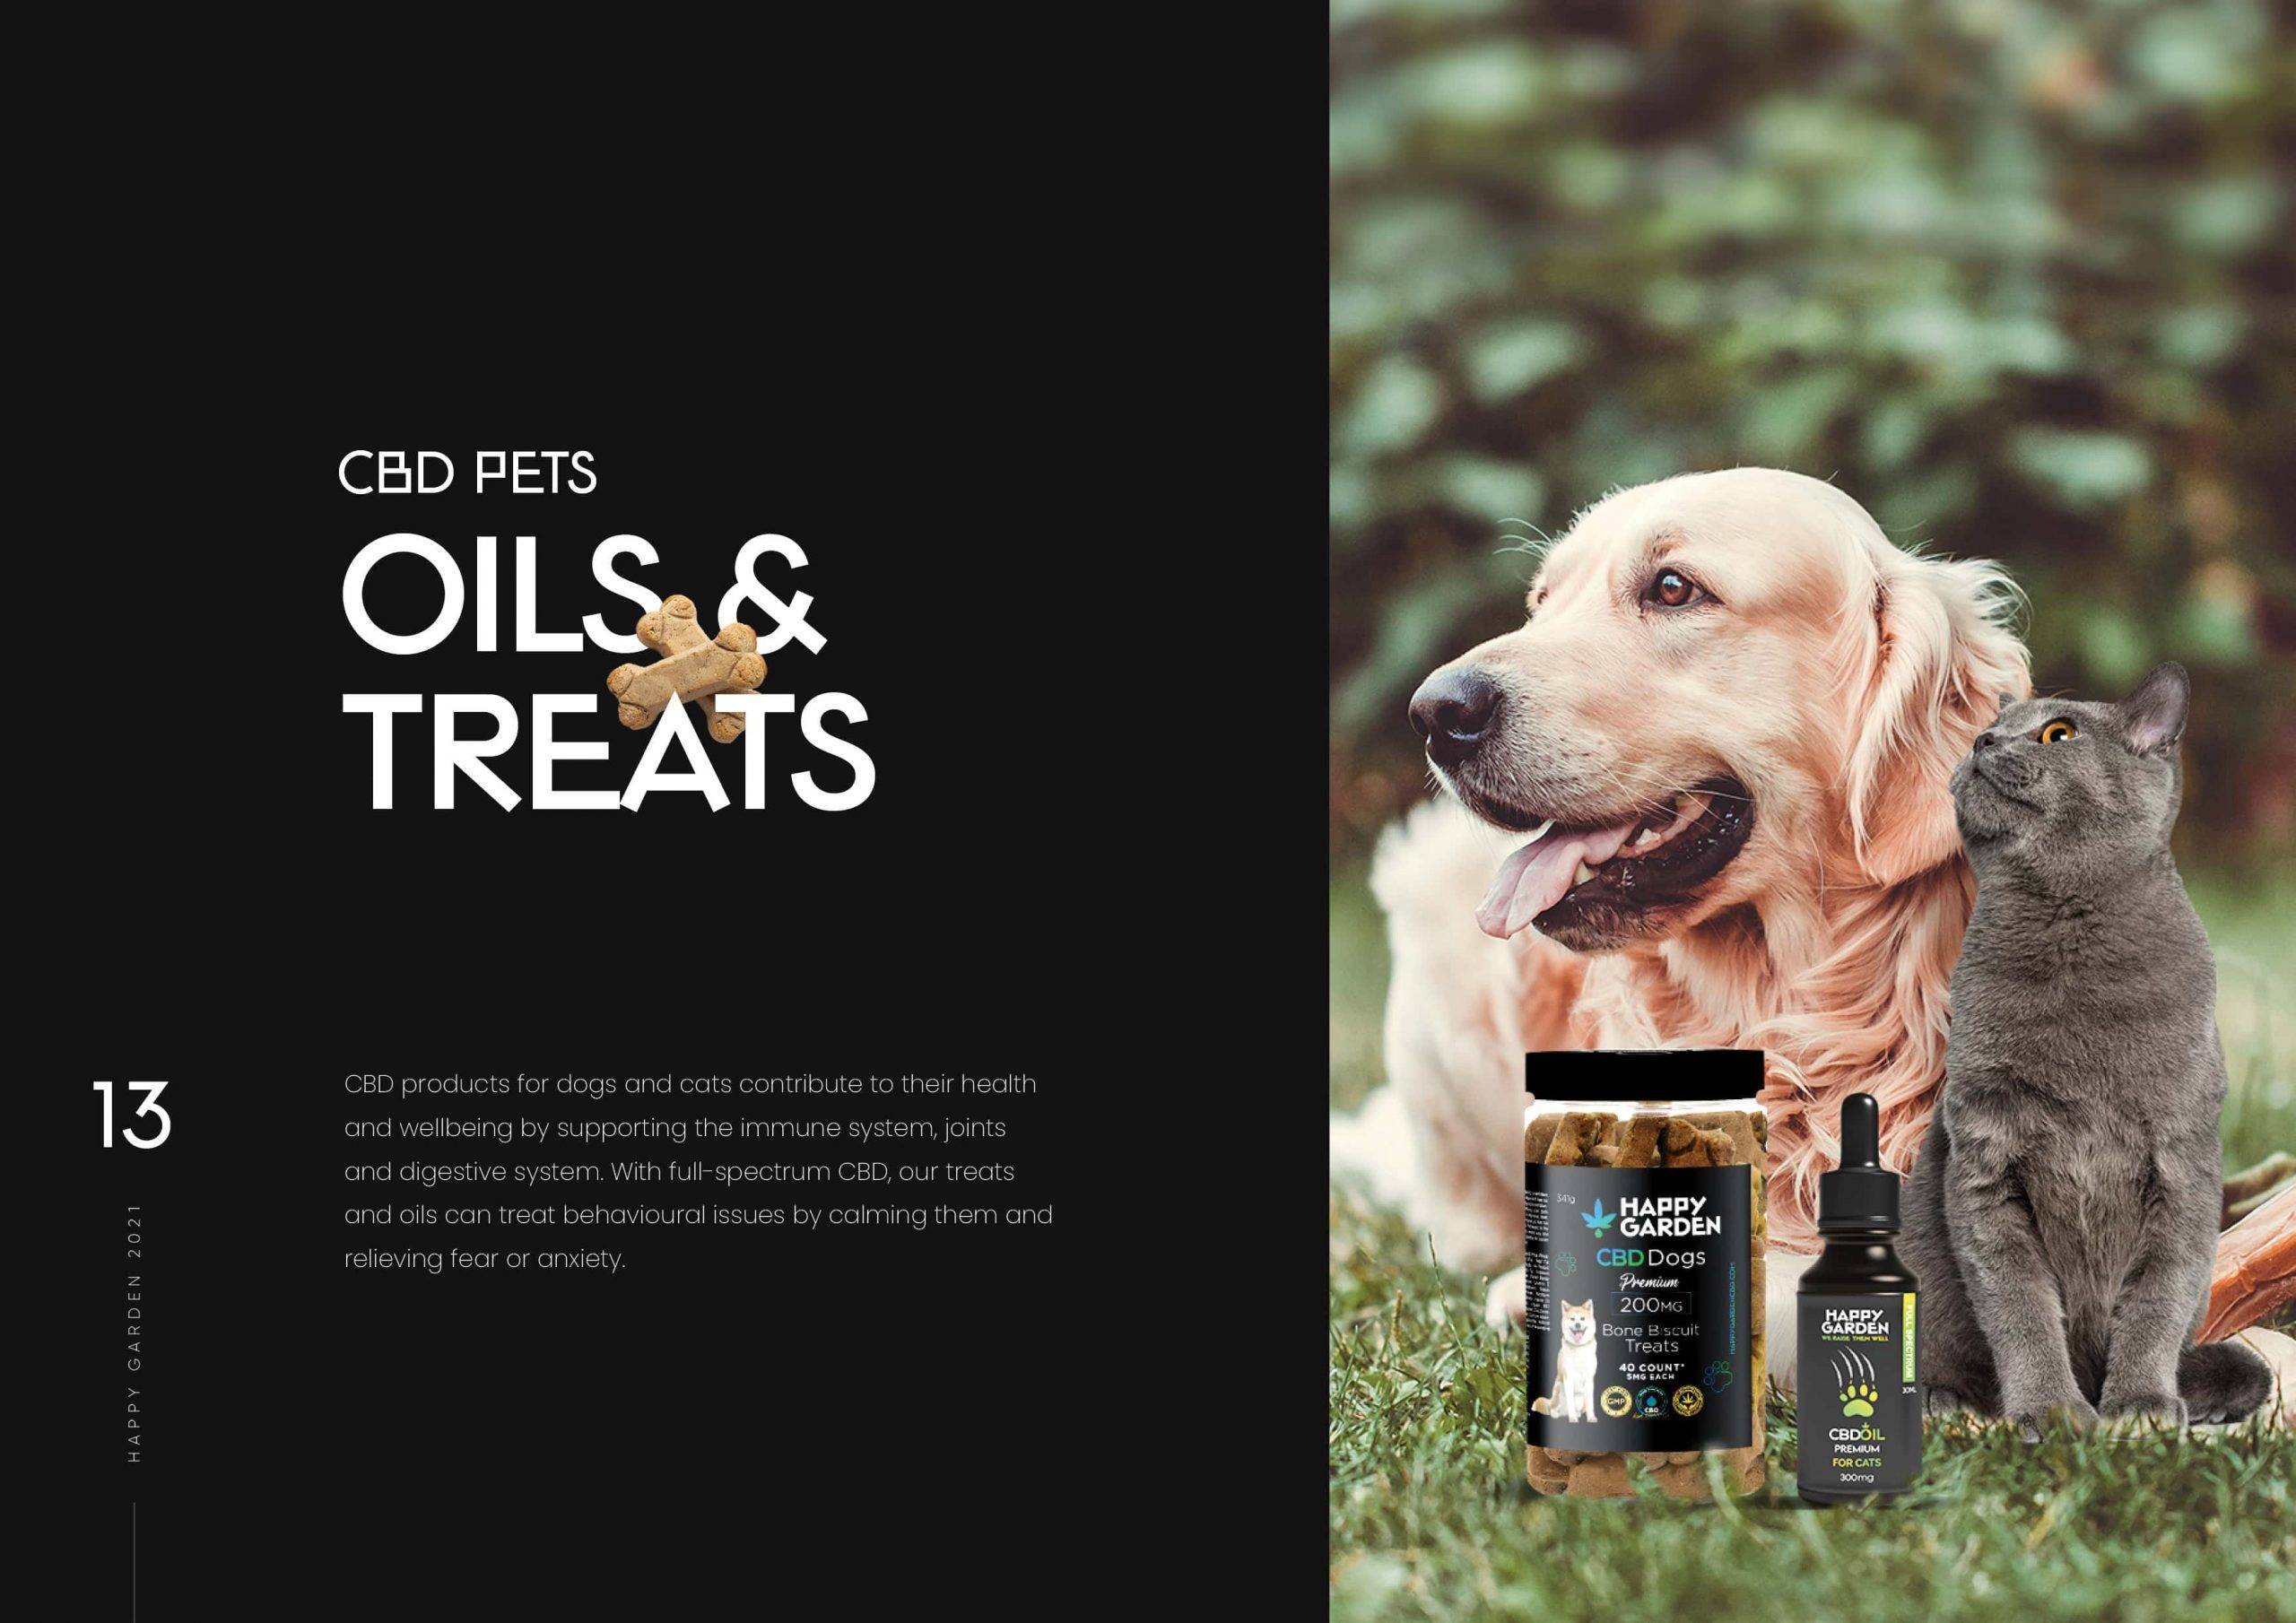 CBD PETS
OILS &
TREATS
13
HAPPY GARDEN 2021
CBD products for dogs and cats contribute to their health
and wellbeing by supporting the immune system, joints
and digestive system. With full-spectrum CBD, our treats
and oils can treat behavioural issues by calming them and
relieving fear or anxiety.
341g
HAPPY
GARDEN
CBD Dogs
Premium
200MG
Bone Biscuit
Treats
40 COUNT*
5MG EACH
GMP
CBD
HAPPYGARDENCBD.COM
HAPPY
GARDEN
WE RAISE THEM WELL
FULL SPECTRUM
30ML
CBDOIL
PREMIUM
FOR CATS
300mg